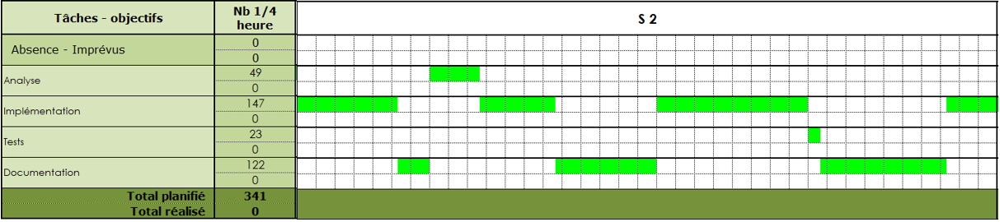 Tâches - objectifs
Nb 1/4
heure
S 2
Absence - Imprévus
0
0
Analyse
49
0
Implémentation
147
0
Tests
23
0
Documentation
122
0
Total planifié 341
Total réalisé 0